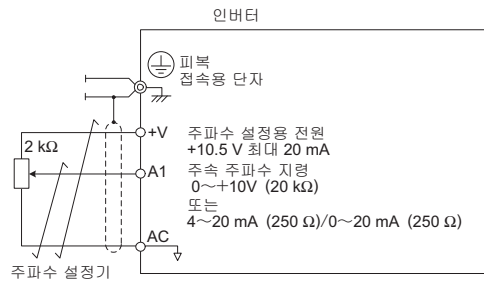 인버터
피복
접속용 단자
+V
주파수 설정용 전원
+10.5 V 최대 20 mA
2 kΩ
A1
주속 주파수 지령
0～+10V (20 kΩ)
또는
4～20 mA (250 Ω)/0～20 mA (250 Ω)
AC
주파수 설정기